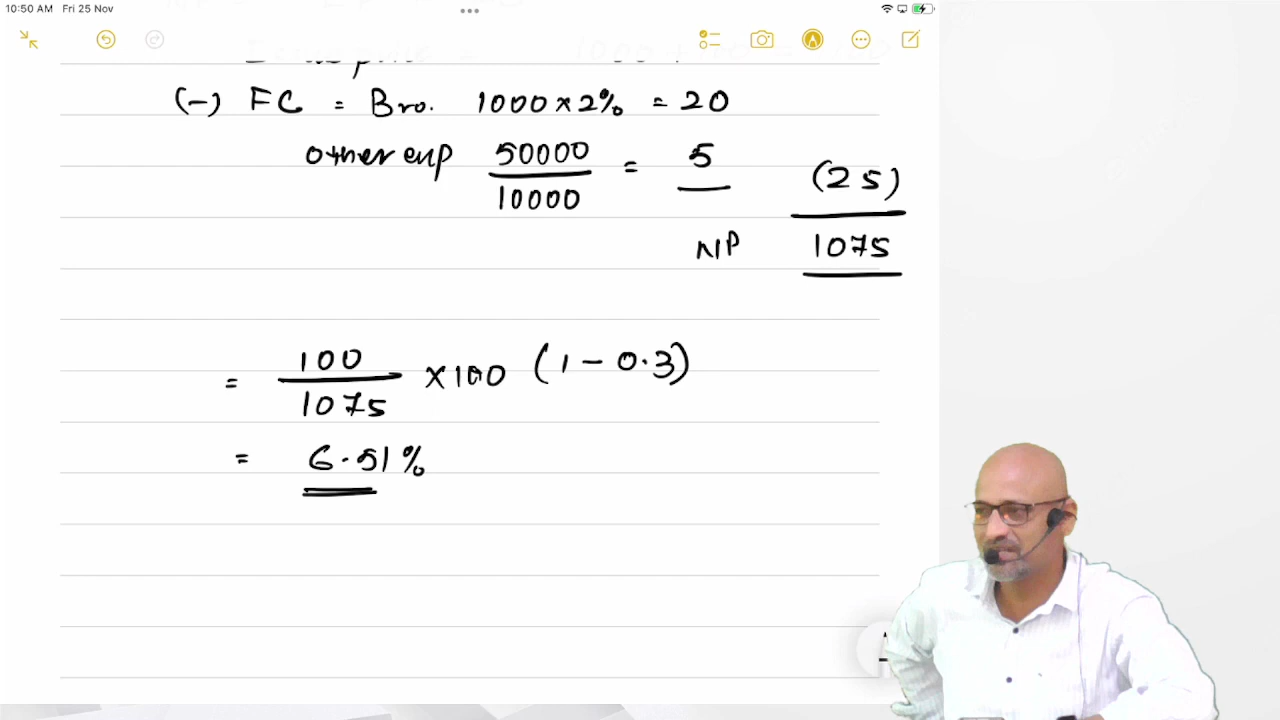 10:50 AM Fri 25 Nov
(-) FC = Bro. 1000 × 2% = 20
Other exp 50000 / 10000 = 5 (25)
NP 1075
= 100 / 1075 × 100 (1 - 0.3)
= 6.51%